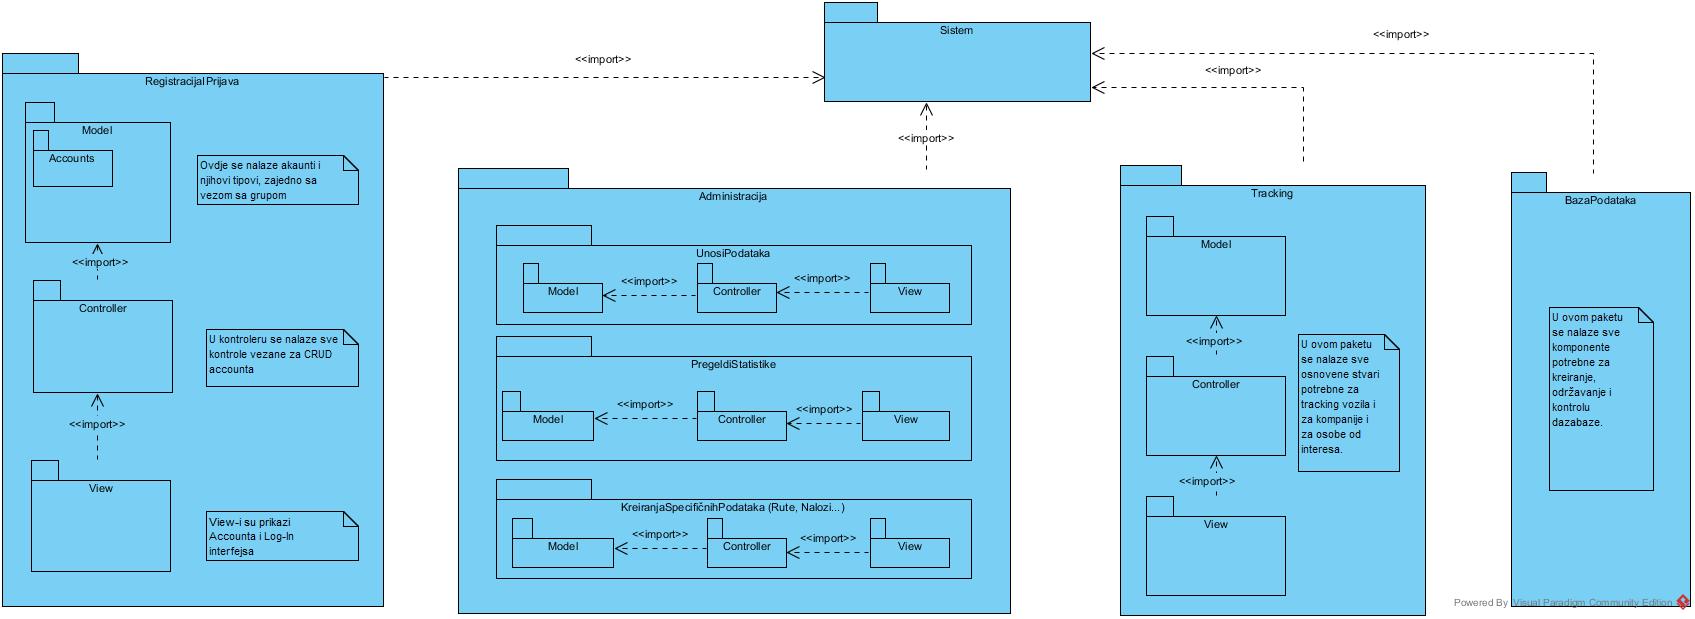 Sistem
<<import>>
<<import>>
<<import>>
<<import>>
RegistracijaIPrijava
Model
Accounts
Ovdje se nalaze akaunti i
njihovi tipovi, zajedno sa
vezom sa grupom
<<import>>
Controller
U kontroleru se nalaze sve
kontrole vezane za CRUD
accounta
<<import>>
View
View-i su prikazi
Accounta i Log-In
interfejsa
Administracija
UnosiPodataka
Model
<<import>>
Controller
<<import>>
View
PregeldiStatistike
Model
<<import>>
Controller
<<import>>
View
KreiranjaSpecifičnihPodataka (Rute, Nalozi...)
Model
<<import>>
Controller
<<import>>
View
Tracking
Model
<<import>>
Controller
<<import>>
View
U ovom paketu
se nalaze sve
osnovene stvari
potrebne za
tracking vozila i
za kompanije i
za osobe od
interesa.
BazaPodataka
U ovom paketu
se nalaze sve
komponente
potrebne za
kreiranje,
održavanje i
kontrolu
dazabaze.
Powered By Visual Paradigm Community Edition